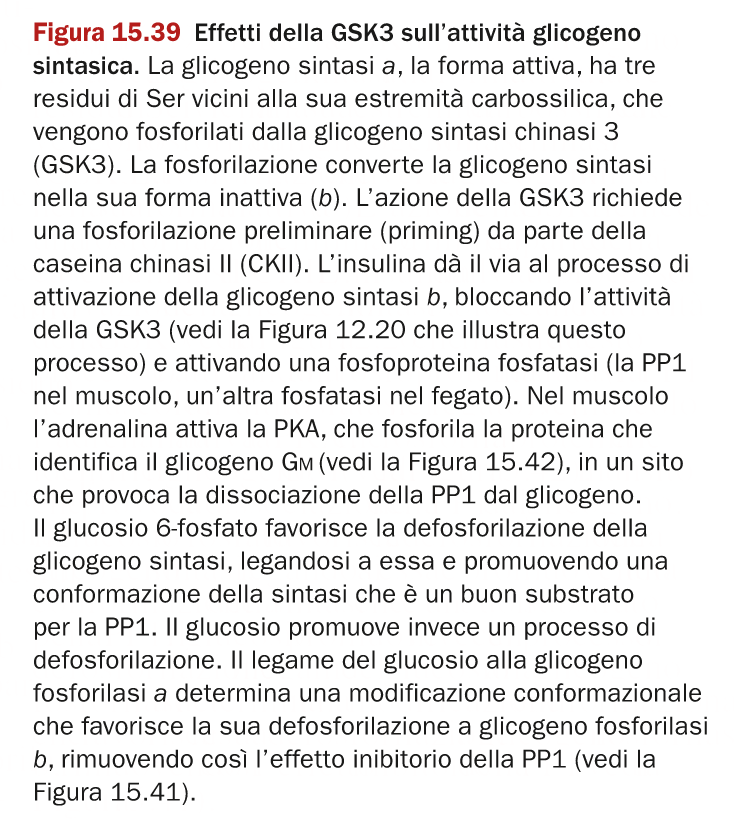 Figura 15.39 Effetti della GSK3 sull'attività glicogeno
sintasica. La glicogeno sintasi a, la forma attiva, ha tre
residui di Ser vicini alla sua estremità carbossilica, che
vengono fosforilati dalla glicogeno sintasi chinasi 3
(GSK3). La fosforilazione converte la glicogeno sintasi
nella sua forma inattiva (b). L'azione della GSK3 richiede
una fosforilazione preliminare (priming) da parte della
caseina chinasi II (CKII). L'insulina dà il via al processo di
attivazione della glicogeno sintasi b, bloccando l'attività
della GSK3 (vedi la Figura 12.20 che illustra questo
processo) e attivando una fosfoproteina fosfatasi (la PP1
nel muscolo, un'altra fosfatasi nel fegato). Nel muscolo
l'adrenalina attiva la PKA, che fosforila la proteina che
identifica il glicogeno GM (vedi la Figura 15.42), in un sito
che provoca la dissociazione della PP1 dal glicogeno.
Il glucosio 6-fosfato favorisce la defosforilazione della
glicogeno sintasi, legandosi a essa e promuovendo una
conformazione della sintasi che è un buon substrato
per la PP1. Il glucosio promuove invece un processo di
defosforilazione. Il legame del glucosio alla glicogeno
fosforilasi a determina una modificazione conformazionale
che favorisce la sua defosforilazione a glicogeno fosforilasi
b, rimuovendo così l'effetto inibitorio della PP1 (vedi la
Figura 15.41).